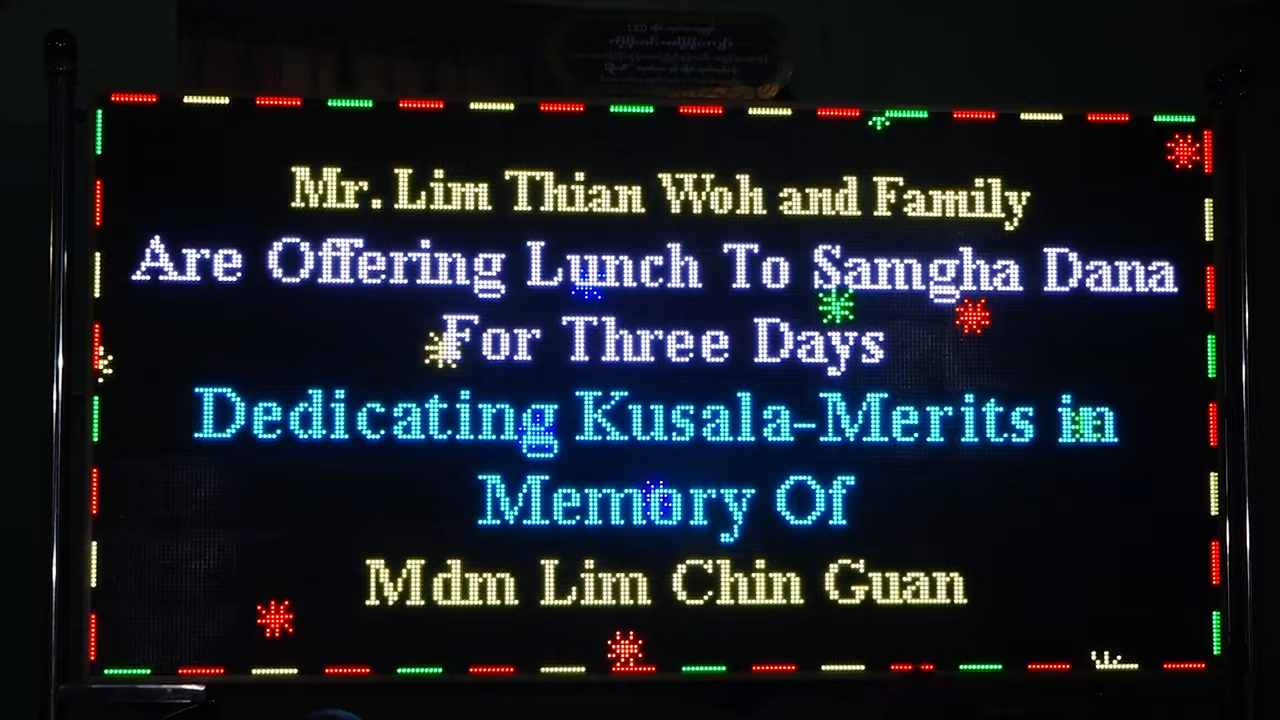 Mr. Lim Thian Woh and Family
Are Offering Lunch To Samgha Dana
For Three Days
Dedicating Kusala-Merits in
Memory Of
Mdm Lim Chin Guan